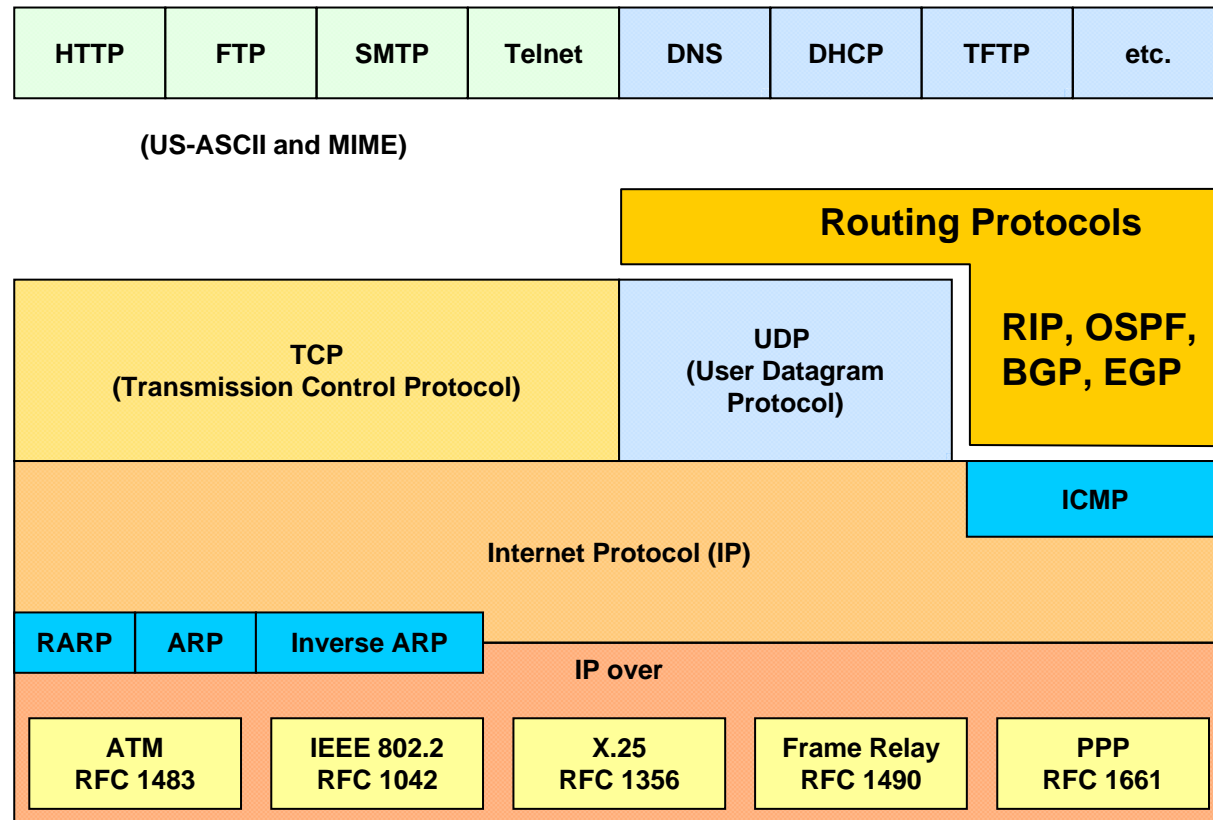 HTTP FTP SMTP Telnet DNS DHCP TFTP etc.
(US-ASCII and MIME)
Routing Protocols
RIP, OSPF,
BGP, EGP
TCP
(Transmission Control Protocol)
UDP
(User Datagram
Protocol)
ICMP
Internet Protocol (IP)
RARP ARP Inverse ARP
IP over
ATM
RFC 1483
IEEE 802.2
RFC 1042
X.25
RFC 1356
Frame Relay
RFC 1490
PPP
RFC 1661